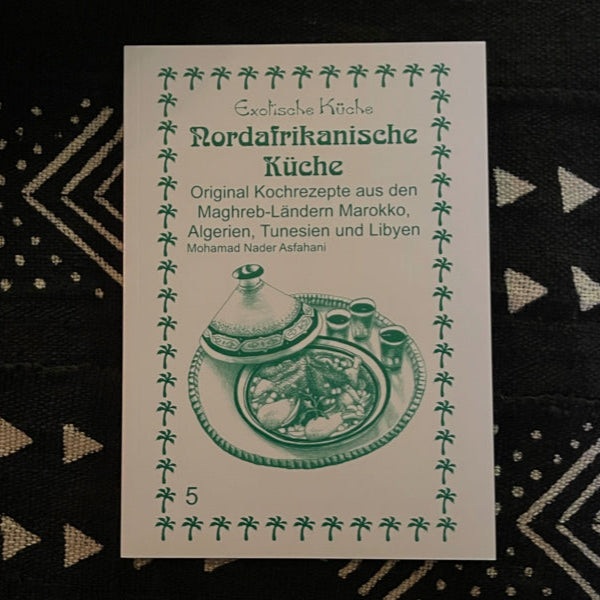 Exotische Küche
Nordafrikanische
Küche
Original Kochrezepte aus den
Maghreb-Ländern Marokko,
Algerien, Tunesien und Libyen
Mohamad Nader Asfahani
5